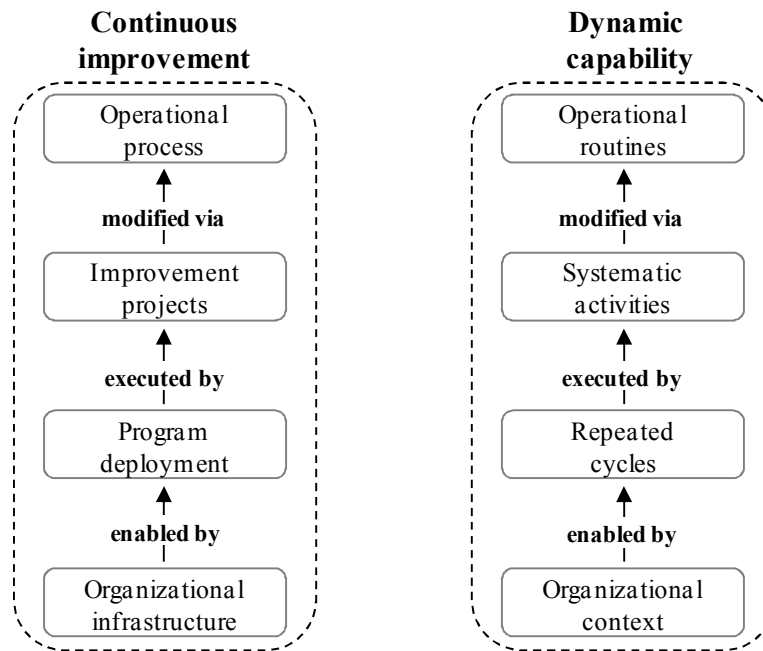 Continuous
improvement
Operational
process
modified via
Improvement
projects
executed by
Program
deployment
enabled by
Organizational
infrastructure
Dynamic
capability
Operational
routines
modified via
Systematic
activities
executed by
Repeated
cycles
enabled by
Organizational
context